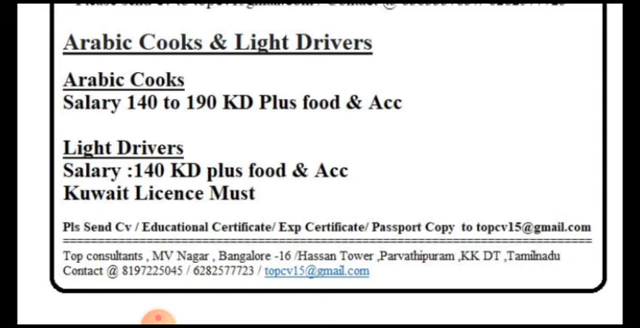 Arabic Cooks & Light Drivers
Arabic Cooks
Salary 140 to 190 KD Plus food & Acc
Light Drivers
Salary :140 KD plus food & Acc
Kuwait Licence Must
Pls Send Cv / Educational Certificate/ Exp Certificate/ Passport Copy to topcv15@gmail.com
Top consultants , MV Nagar , Bangalore -16 /Hassan Tower ,Parvathipuram ,KK DT ,Tamilnadu
Contact @ 8197225045 / 6282577723 / topcv15@gmail.com